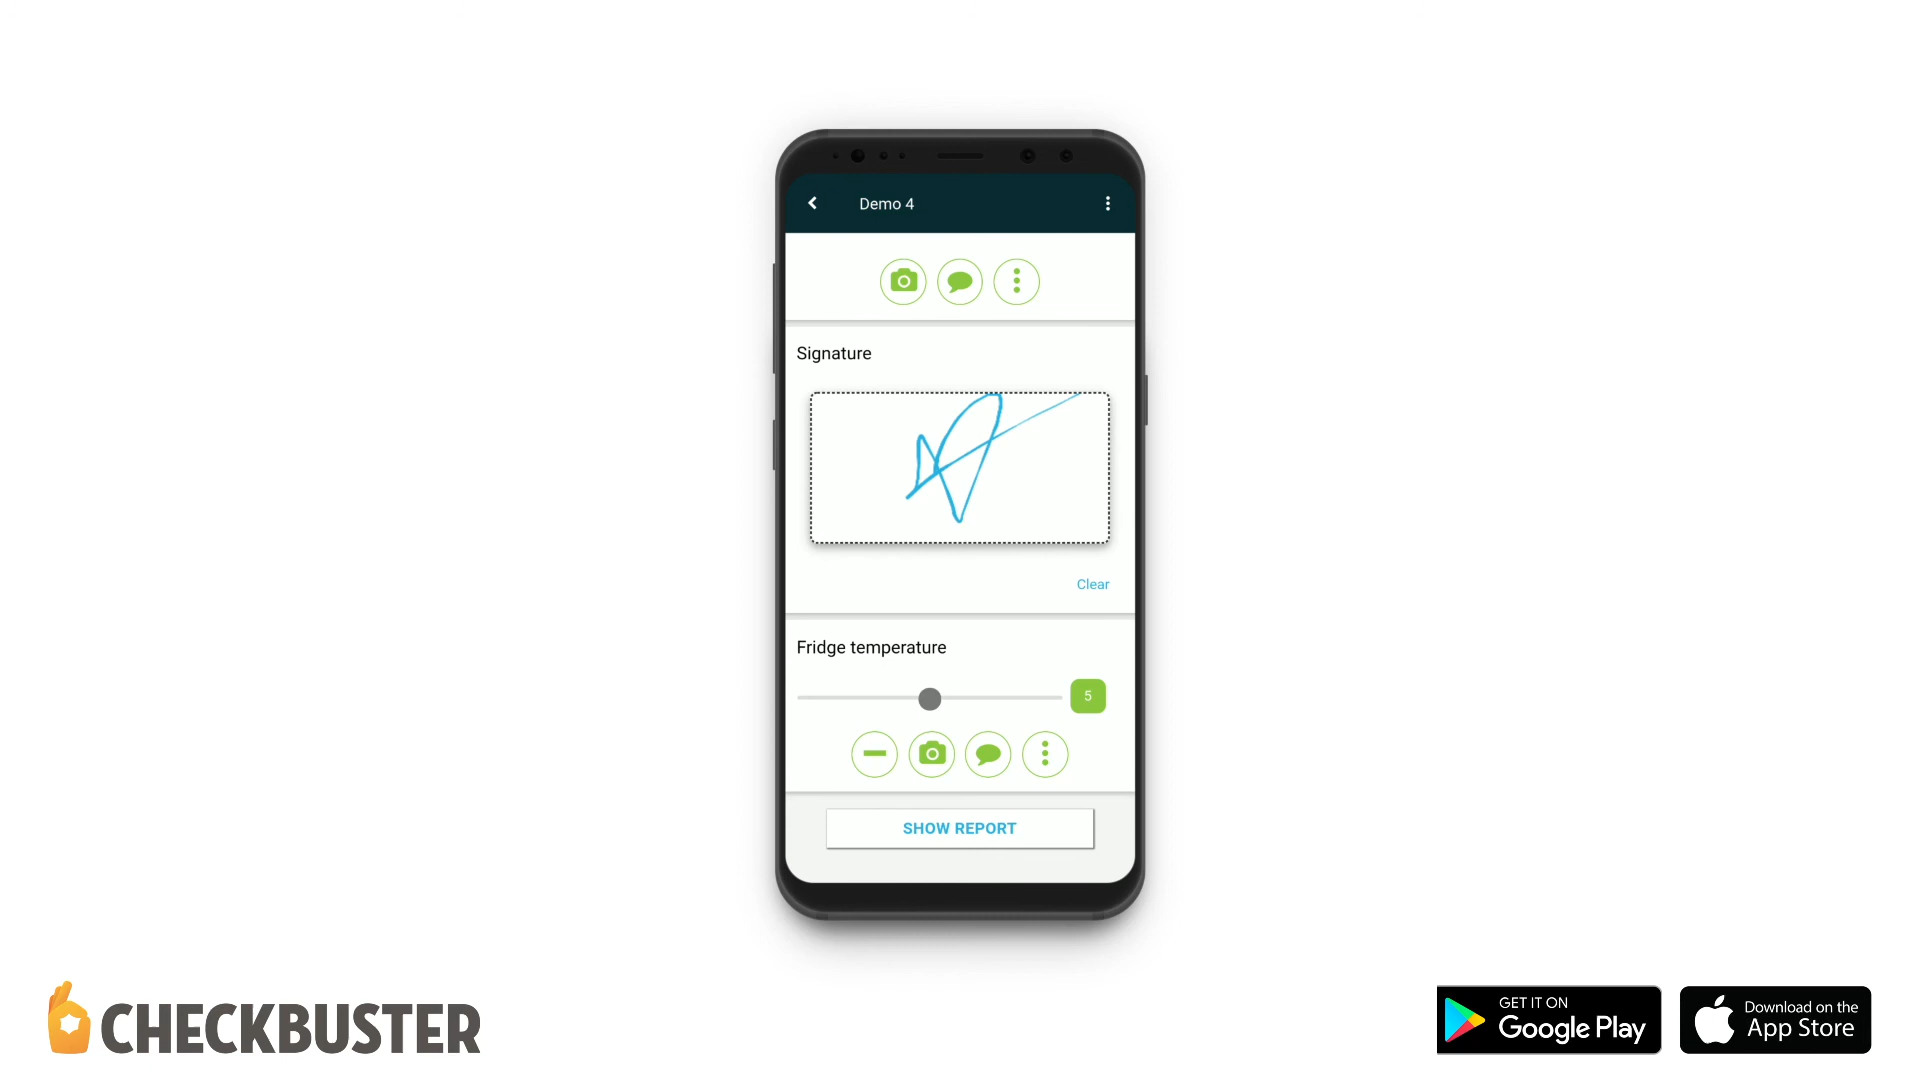 Demo 4
Signature
Clear
Fridge temperature
5
SHOW REPORT
CHECKBUSTER
GET IT ON
Google Play
Download on the
App Store